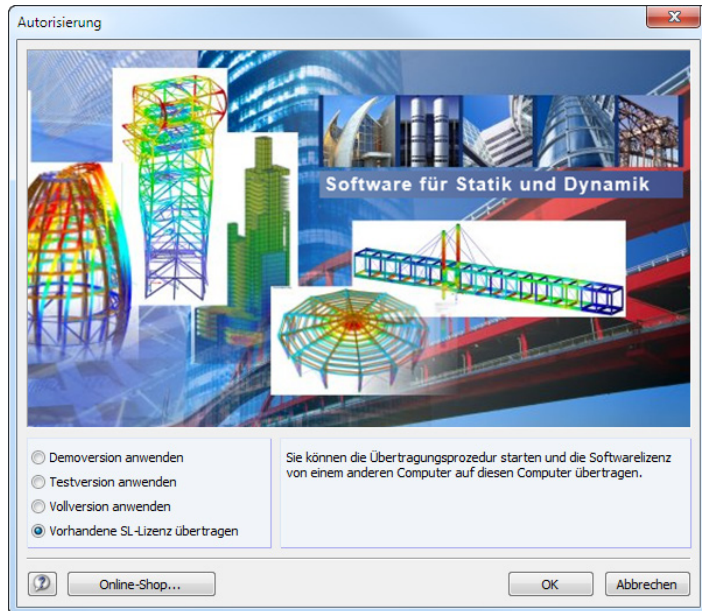 Autorisierung
Software für Statik und Dynamik
Demoversion anwenden
Testversion anwenden
Vollversion anwenden
Vorhandene SL-Lizenz übertragen
Sie können die Übertragungsprozedur starten und die Softwarelizenz
von einem anderen Computer auf diesen Computer übertragen.
Online-Shop...
OK
Abbrechen